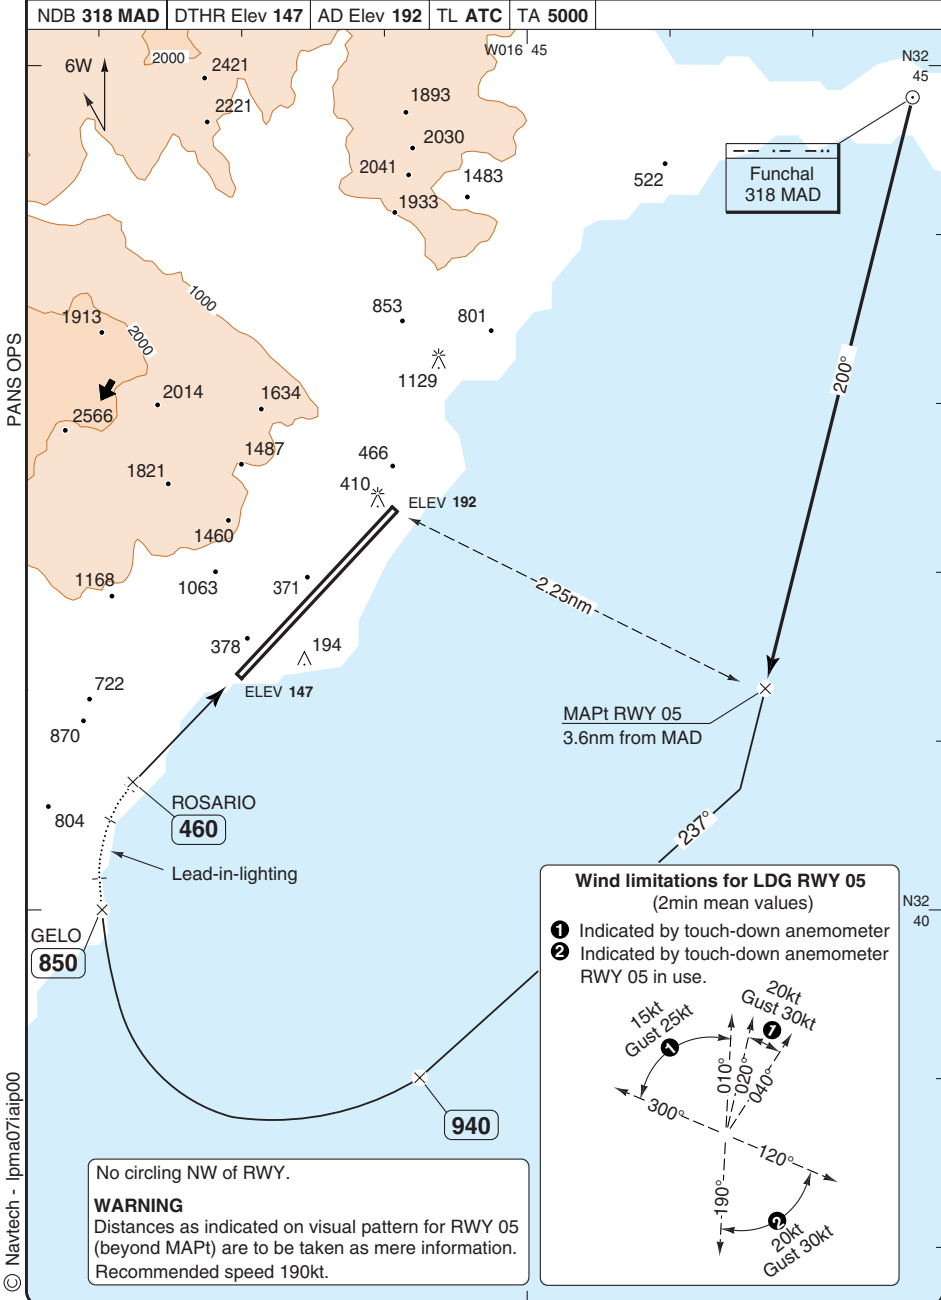 NDB 318 MAD DTHR Elev 147 AD Elev 192 TL ATC TA 5000
W016 45
N32
45
6W
2000
2421
2221
1893
2030
2041
1483
1933
522
Funchal
318 MAD
1000
1913
2000
853
801
1129
200°
PANS OPS
2014
1634
2566
1487
1821
466
410
ELEV 192
1460
1168
1063
371
2.25nm
378
194
ELEV 147
722
870
MAPt RWY 05
3.6nm from MAD
ROSARIO
460
804
237°
Lead-in-lighting
GELO
850
N32
40
Wind limitations for LDG RWY 05
(2min mean values)
1 Indicated by touch-down anemometer
2 Indicated by touch-down anemometer
RWY 05 in use.
15kt
Gust 25kt
1
20kt
Gust 30kt
1
010°
020°
040°
300°
120°
190°
2
20kt
Gust 30kt
940
No circling NW of RWY.
WARNING
Distances as indicated on visual pattern for RWY 05
(beyond MAPt) are to be taken as mere information.
Recommended speed 190kt.
© Navtech - lpma07iaip00